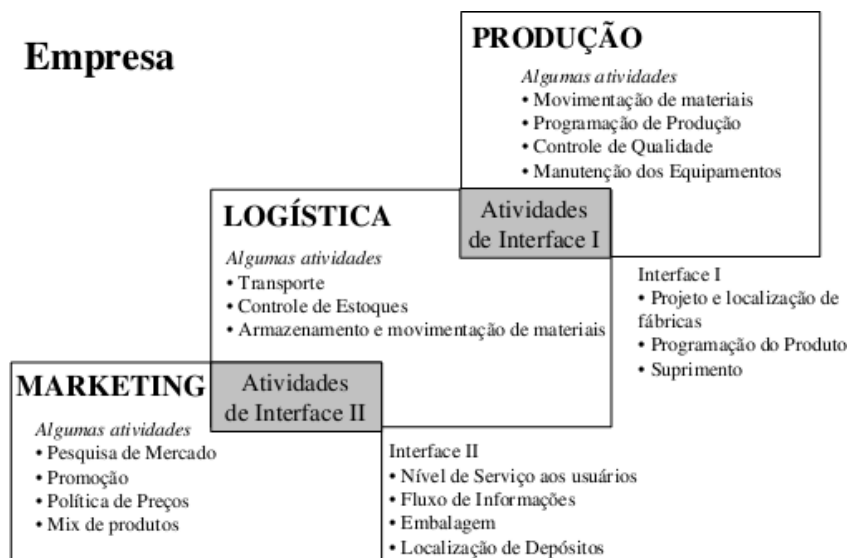 Empresa
PRODUÇÃO
Algumas atividades
• Movimentação de materiais
• Programação de Produção
• Controle de Qualidade
• Manutenção dos Equipamentos
Atividades
de Interface I
LOGÍSTICA
Algumas atividades
• Transporte
• Controle de Estoques
• Armazenamento e movimentação de materiais
Interface I
• Projeto e localização de
fábricas
• Programação do Produto
• Suprimento
MARKETING
Algumas atividades
• Pesquisa de Mercado
• Promoção
• Política de Preços
• Mix de produtos
Atividades
de Interface II
Interface II
• Nível de Serviço aos usuários
• Fluxo de Informações
• Embalagem
• Localização de Depósitos